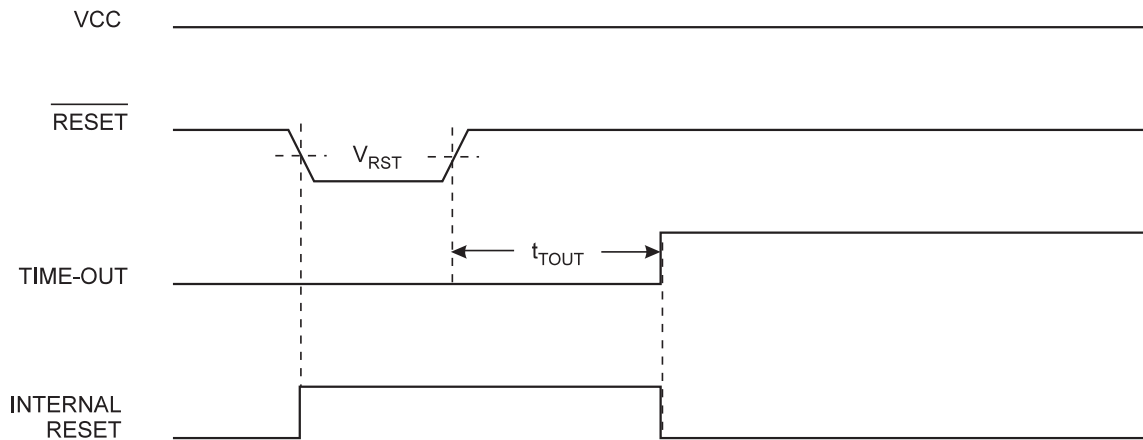 VCC
RESET
VRST
tTOUT
TIME-OUT
INTERNAL
RESET